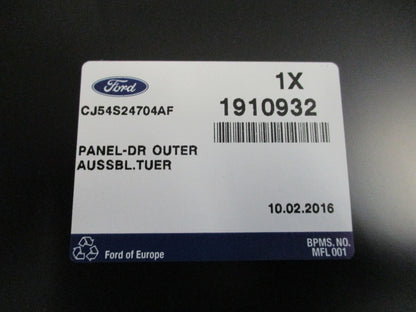 Ford
1X
CJ54S24704AF
1910932
PANEL-DR OUTER
AUSSBL.TUER
10.02.2016
Ford of Europe
BPMS. NO.
MFL 001